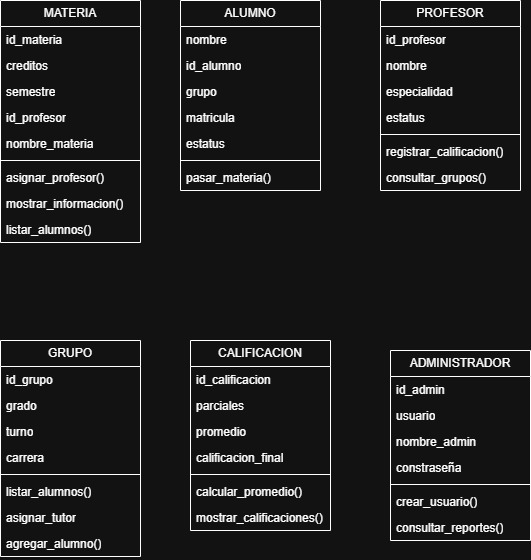 MATERIA
id_materia
creditos
semestre
id_profesor
nombre_materia
asignar_profesor()
mostrar_informacion()
listar_alumnos()
ALUMNO
nombre
id_alumno
grupo
matricula
estatus
pasar_materia()
PROFESOR
id_profesor
nombre
especialidad
estatus
registrar_calificacion()
consultar_grupos()
GRUPO
id_grupo
grado
turno
carrera
listar_alumnos()
asignar_tutor
agregar_alumno()
CALIFICACION
id_calificacion
parciales
promedio
calificacion_final
calcular_promedio()
mostrar_calificaciones()
ADMINISTRADOR
id_admin
usuario
nombre_admin
constraseña
crear_usuario()
consultar_reportes()